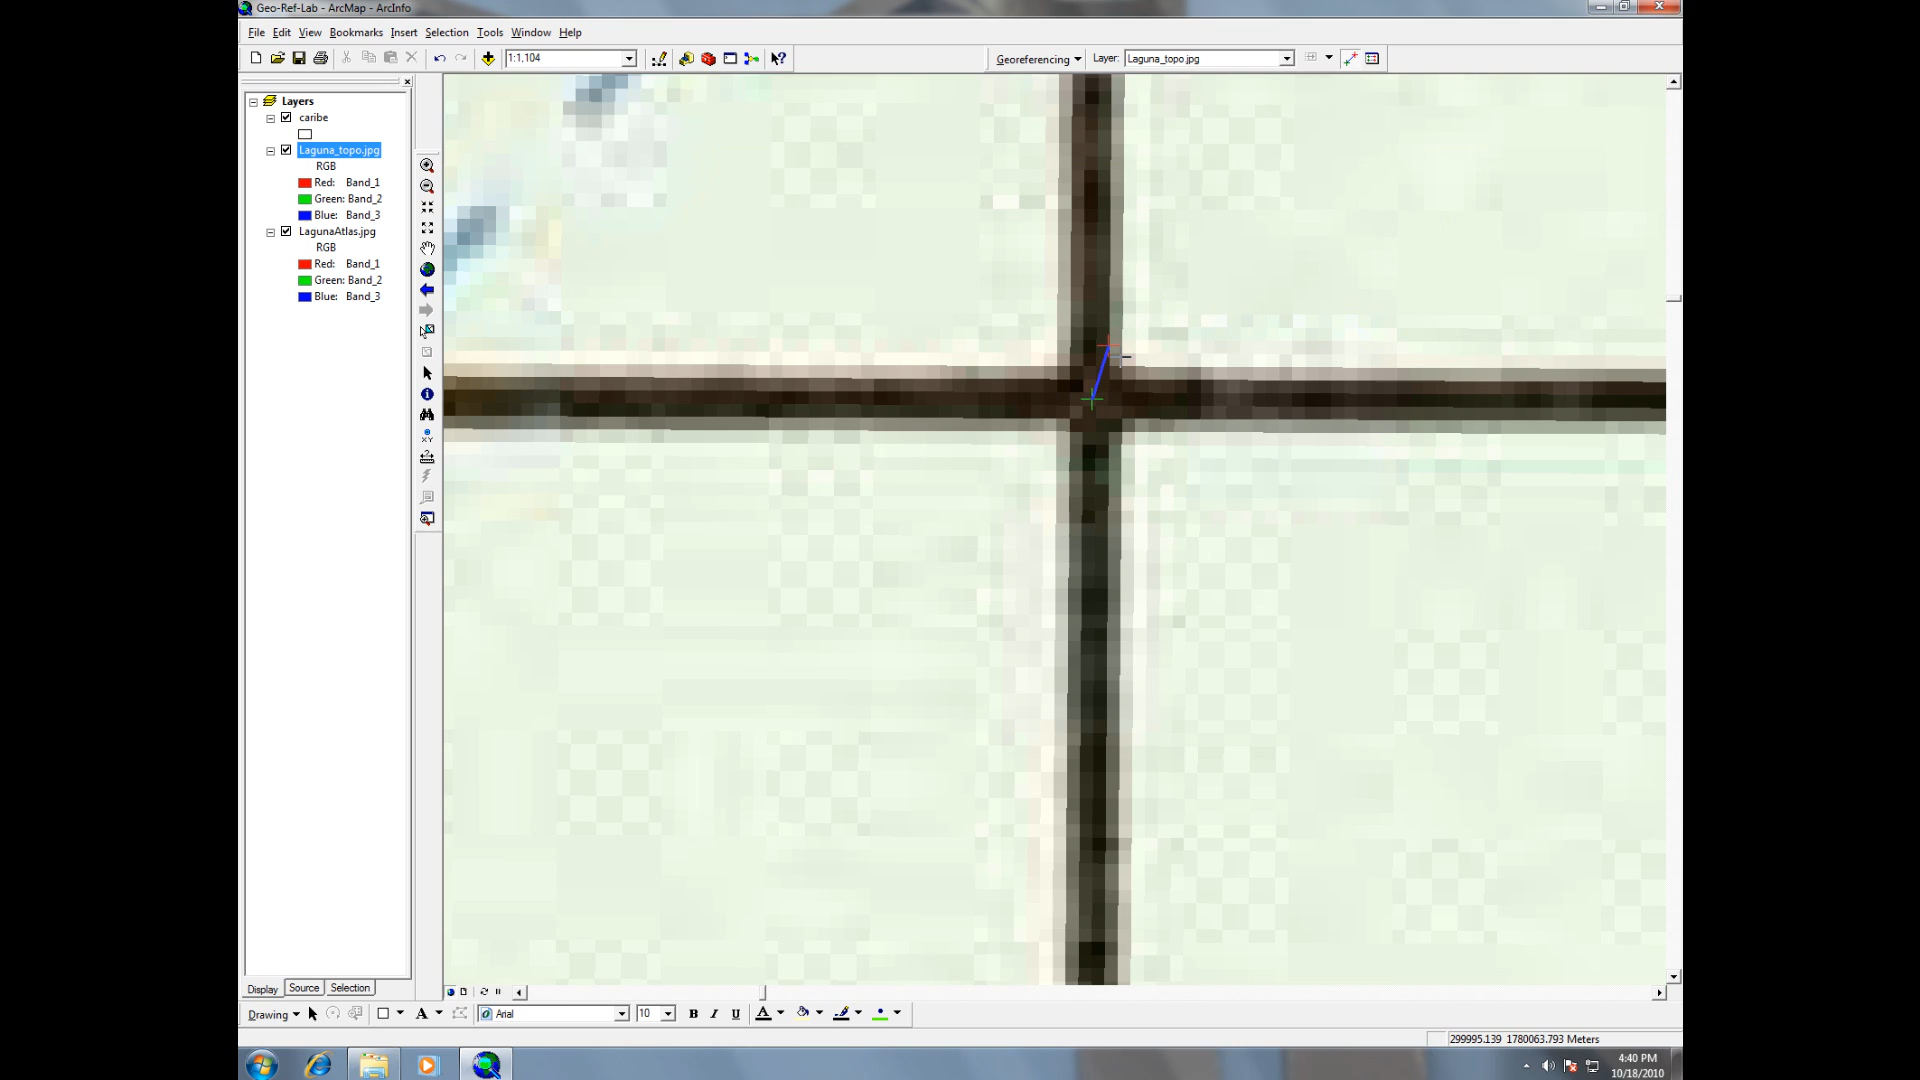 Geo-Ref-Lab - ArcMap - ArcInfo
File Edit View Bookmarks Insert Selection Tools Window Help
1:1,104
Georeferencing Layer: Laguna_topo.jpg
Layers
caribe
Laguna_topo.jpg
RGB
Red: Band_1
Green: Band_2
Blue: Band_3
LagunaAtlas.jpg
RGB
Red: Band_1
Green: Band_2
Blue: Band_3
XY
Display Source Selection
Drawing A Arial 10 B I U A
299995.139 1780063.793 Meters
4:40 PM
10/18/2010